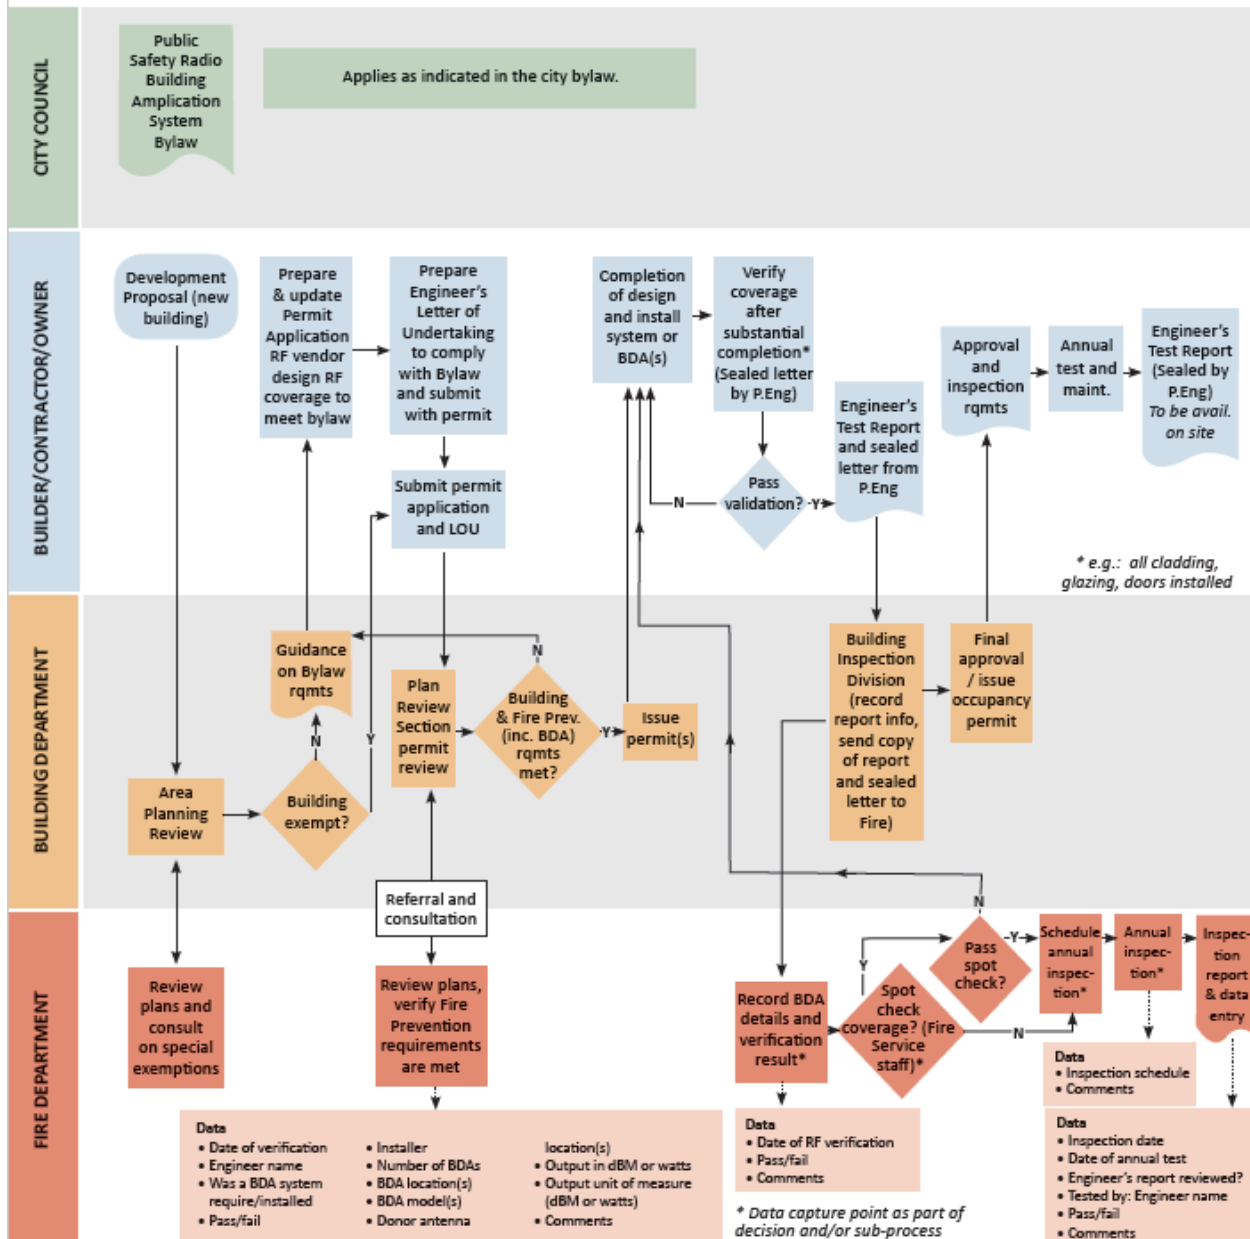 CITY COUNCIL
Public
Safety Radio
Building
Amplication
System
Bylaw
Applies as indicated in the city bylaw.
BUILDER/CONTRACTOR/OWNER
Development
Proposal (new
building)
Prepare
& update
Permit
Application
RF vendor
design RF
coverage to
meet bylaw
Prepare
Engineer's
Letter of
Undertaking
to comply
with Bylaw
and submit
with permit
Submit permit
application
and LOU
Completion
of design
and install
system or
BDA(s)
Verify
coverage
after
substantial
completion*
(Sealed letter
by P.Eng)
Pass
validation?
N
Y
Engineer's
Test Report
and sealed
letter from
P.Eng
Approval
and
inspection
rqmts
Annual
test and
maint.
Engineer's
Test Report
(Sealed by
P.Eng)
To be avail.
on site
* e.g.: all cladding,
glazing, doors installed
BUILDING DEPARTMENT
Area
Planning
Review
Building
exempt?
N
Y
Guidance
on Bylaw
rqmts
Plan
Review
Section
permit
review
Building
& Fire Prev.
(inc. BDA)
rqmts
met?
N
Y
Issue
permit(s)
Building
Inspection
Division
(record
report info,
send copy
of report
and sealed
letter to
Fire)
Final
approval
/ issue
occupancy
permit
Referral and
consultation
FIRE DEPARTMENT
Review
plans and
consult
on special
exemptions
Review plans,
verify Fire
Prevention
requirements
are met
Record BDA
details and
verification
result*
Spot
check
coverage? (Fire
Service
staff)*
Y
N
Pass
spot
check?
N
Y
Schedule
annual
inspec-
tion*
Annual
inspec-
tion*
Inspec-
tion
report
& data
entry
Data
• Date of verification
• Engineer name
• Was a BDA system
require/installed
• Pass/fail
• Installer
• Number of BDAs
• BDA location(s)
• BDA model(s)
• Donor antenna
location(s)
• Output in dBM or watts
• Output unit of measure
(dBM or watts)
• Comments
Data
• Date of RF verification
• Pass/fail
• Comments
* Data capture point as part of
decision and/or sub-process
Data
• Inspection schedule
• Comments
Data
• Inspection date
• Date of annual test
• Engineer's report reviewed?
• Tested by: Engineer name
• Pass/fail
• Comments